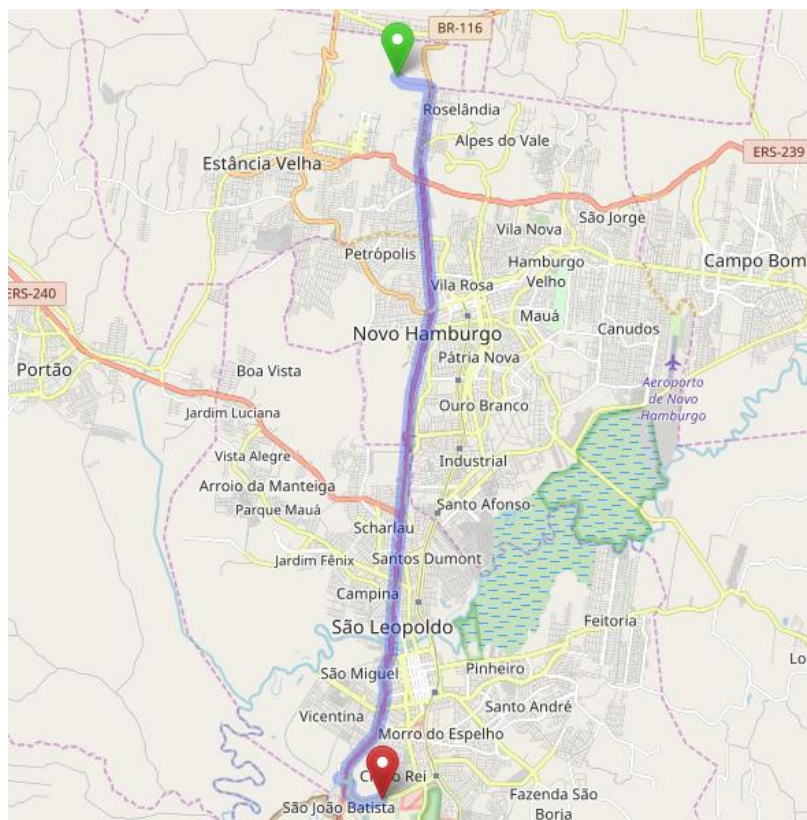 BR-116
Roselândia
Alpes do Vale
ERS-239
Estância Velha
São Jorge
Vila Nova
Petrópolis
Hamburgo
Velho
Campo Bom
Vila Rosa
ERS-240
Mauá
Canudos
Novo Hamburgo
Pátria Nova
Portão
Boa Vista
Aeroporto
de Novo
Hamburgo
Jardim Luciana
Ouro Branco
Vista Alegre
Industrial
Arroio da Manteiga
Parque Mauá
Santo Afonso
Scharlau
Jardim Fênix
Santos Dumont
Campina
São Leopoldo
Feitoria
Lo
São Miguel
Pinheiro
Vicentina
Santo André
Morro do Espelho
Rei
São João Batista
Fazenda São
Borja